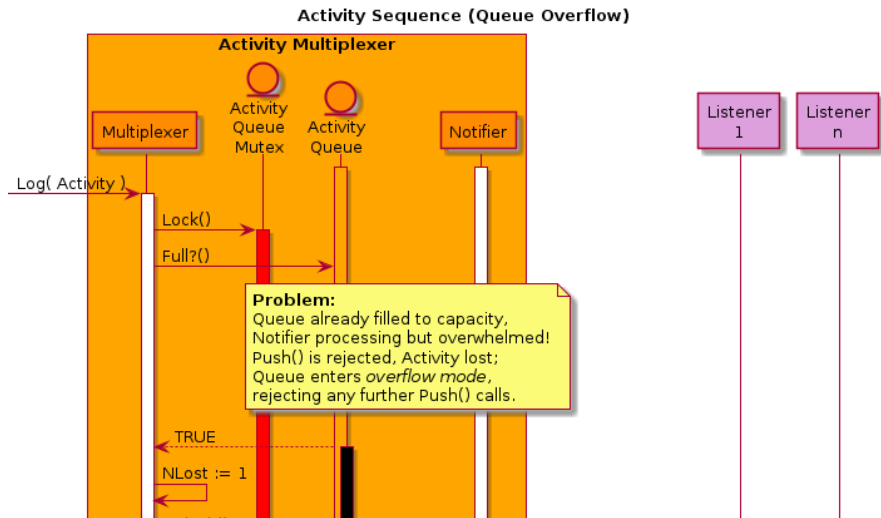 Activity Sequence (Queue Overflow)
Activity Multiplexer
Multiplexer
Activity
Queue
Mutex
Activity
Queue
Notifier
Listener
1
Listener
n
Log( Activity )
Lock()
Full?()
Problem:
Queue already filled to capacity,
Notifier processing but overwhelmed!
Push() is rejected, Activity lost;
Queue enters overflow mode,
rejecting any further Push() calls.
TRUE
NLost := 1